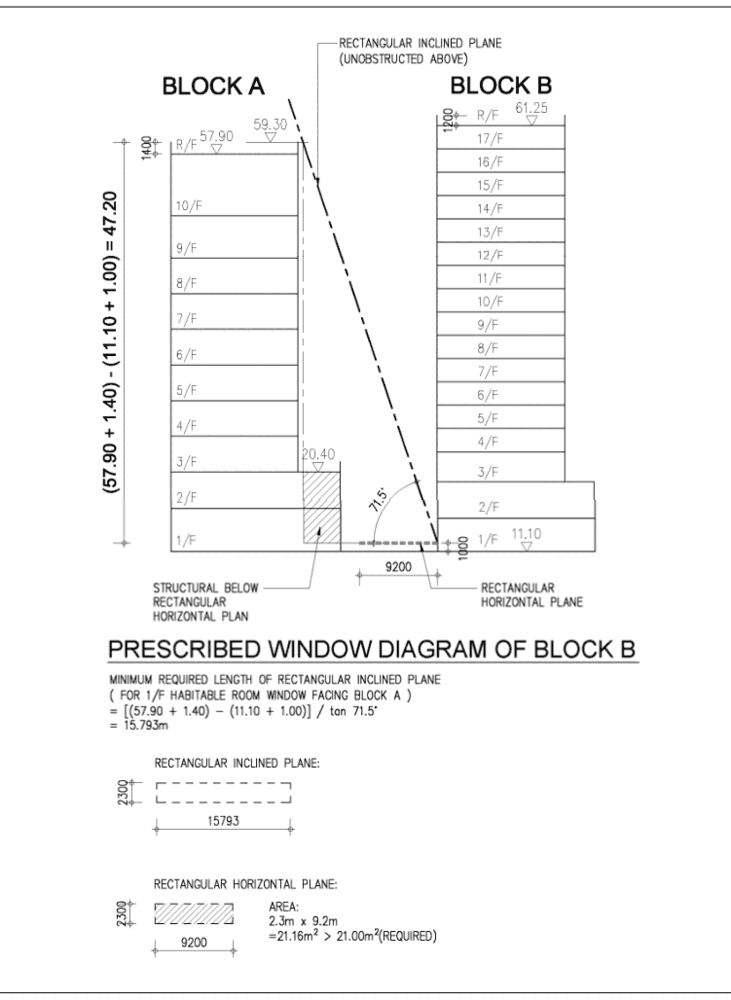 RECTANGULAR INCLINED PLANE
(UNOBSTRUCTED ABOVE)
BLOCK A
BLOCK B
R/F 57.90
59.30
1400
10/F
9/F
8/F
7/F
6/F
5/F
4/F
3/F
2/F
1/F
20.40
(57.90 + 1.40) - (11.10 + 1.00) = 47.20
71.5°
1200
R/F 61.25
17/F
16/F
15/F
14/F
13/F
12/F
11/F
10/F
9/F
8/F
7/F
6/F
5/F
4/F
3/F
2/F
1/F 11.10
1000
9200
STRUCTURAL BELOW
RECTANGULAR
HORIZONTAL PLAN
RECTANGULAR
HORIZONTAL PLANE
PRESCRIBED WINDOW DIAGRAM OF BLOCK B
MINIMUM REQUIRED LENGTH OF RECTANGULAR INCLINED PLANE
( FOR 1/F HABITABLE ROOM WINDOW FACING BLOCK A )
= [(57.90 + 1.40) – (11.10 + 1.00)] / tan 71.5°
= 15.793m
RECTANGULAR INCLINED PLANE:
2300
15793
RECTANGULAR HORIZONTAL PLANE:
2300
9200
AREA:
2.3m x 9.2m
=21.16m² > 21.00m²(REQUIRED)